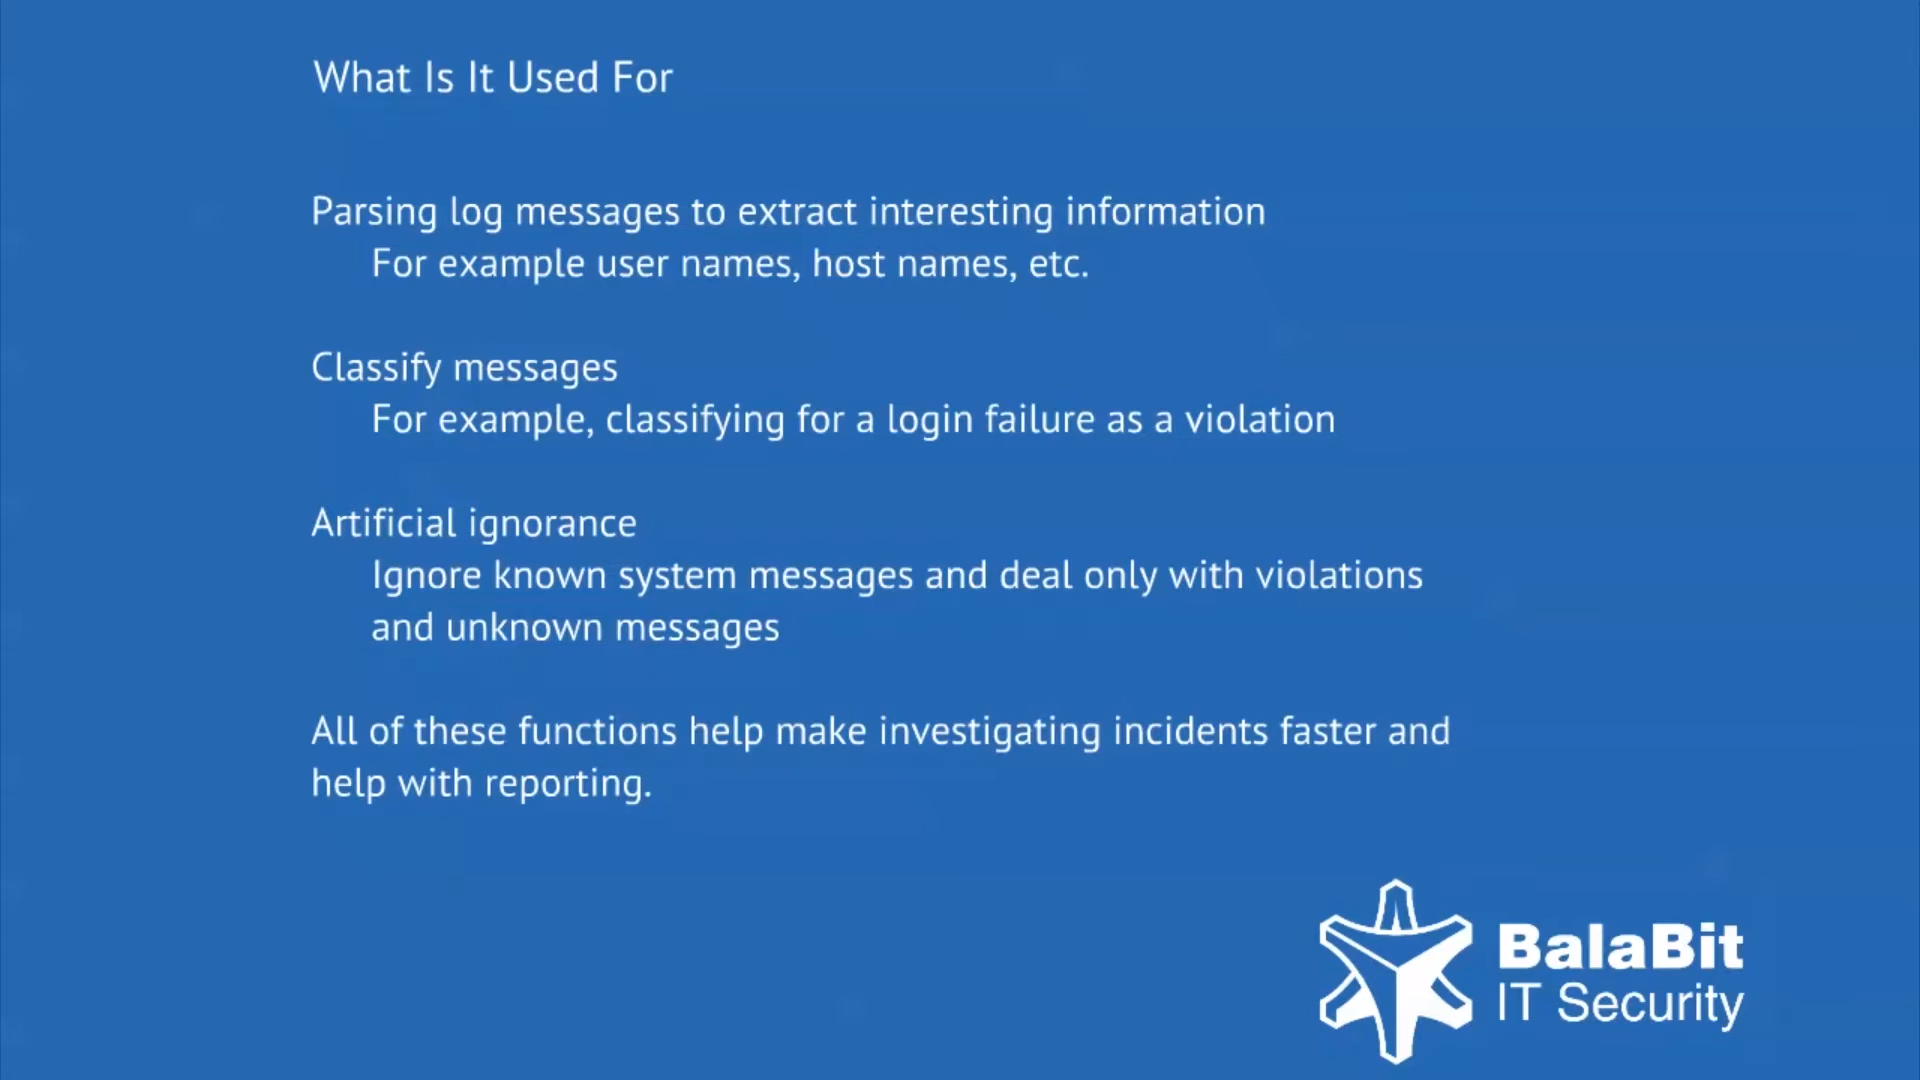 What Is It Used For
Parsing log messages to extract interesting information
For example user names, host names, etc.
Classify messages
For example, classifying for a login failure as a violation
Artificial ignorance
Ignore known system messages and deal only with violations
and unknown messages
All of these functions help make investigating incidents faster and
help with reporting.
BalaBit
IT Security